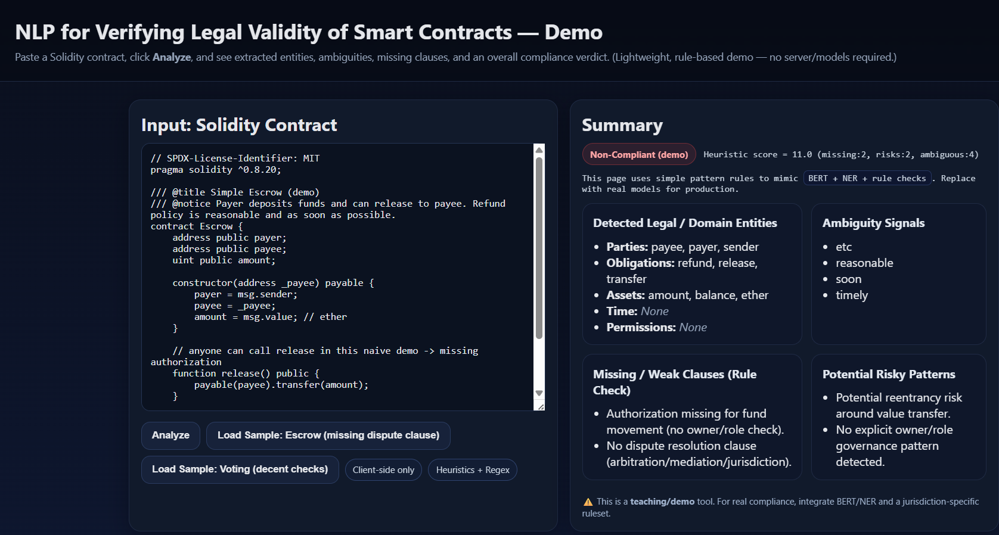 NLP for Verifying Legal Validity of Smart Contracts — Demo
Paste a Solidity contract, click Analyze, and see extracted entities, ambiguities, missing clauses, and an overall compliance verdict. (Lightweight, rule-based demo — no server/models required.)
Input: Solidity Contract
// SPDX-License-Identifier: MIT
pragma solidity ^0.8.20;
/// @title Simple Escrow (demo)
/// @notice Payer deposits funds and can release to payee. Refund
policy is reasonable and as soon as possible.
contract Escrow {
    address public payer;
    address public payee;
    uint public amount;
    constructor(address _payee) payable {
        payer = msg.sender;
        payee = _payee;
        amount = msg.value; // ether
    }
    // anyone can call release in this naive demo -> missing
authorization
    function release() public {
        payable(payee).transfer(amount);
    }
Analyze
Load Sample: Escrow (missing dispute clause)
Load Sample: Voting (decent checks)
Client-side only
Heuristics + Regex
Summary
Non-Compliant (demo) Heuristic score = 11.0 (missing:2, risks:2, ambiguous:4)
This page uses simple pattern rules to mimic BERT + NER + rule checks. Replace
with real models for production.
Detected Legal / Domain Entities
• Parties: payee, payer, sender
• Obligations: refund, release,
transfer
• Assets: amount, balance, ether
• Time: None
• Permissions: None
Ambiguity Signals
• etc
• reasonable
• soon
• timely
Missing / Weak Clauses (Rule
Check)
• Authorization missing for fund
movement (no owner/role check).
• No dispute resolution clause
(arbitration/mediation/jurisdiction).
Potential Risky Patterns
• Potential reentrancy risk
around value transfer.
• No explicit owner/role
governance pattern
detected.
⚠️ This is a teaching/demo tool. For real compliance, integrate BERT/NER and a jurisdiction-specific
ruleset.